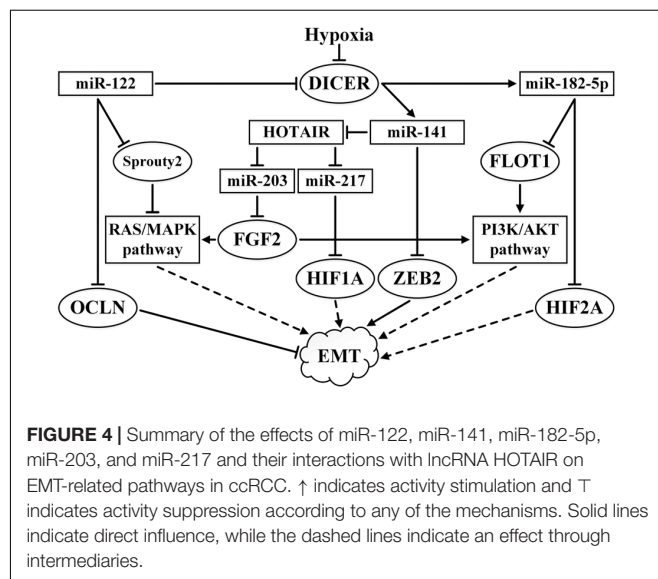 Hypoxia
miR-122
DICER
miR-182-5p
HOTAIR
miR-141
Sprouty2
miR-203
miR-217
FLOT1
RAS/MAPK
pathway
FGF2
PI3K/AKT
pathway
HIF1A
ZEB2
OCLN
HIF2A
EMT
FIGURE 4 | Summary of the effects of miR-122, miR-141, miR-182-5p,
miR-203, and miR-217 and their interactions with lncRNA HOTAIR on
EMT-related pathways in ccRCC. ↑ indicates activity stimulation and ⊤
indicates activity suppression according to any of the mechanisms. Solid lines
indicate direct influence, while the dashed lines indicate an effect through
intermediaries.